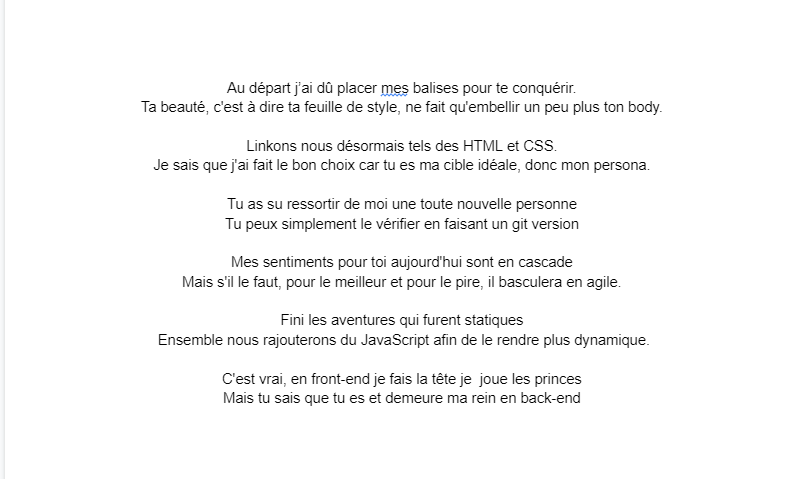 Au départ j'ai dû placer mes balises pour te conquérir.
Ta beauté, c'est à dire ta feuille de style, ne fait qu'embellir un peu plus ton body.
Linkons nous désormais tels des HTML et CSS.
Je sais que j'ai fait le bon choix car tu es ma cible idéale, donc mon persona.
Tu as su ressortir de moi une toute nouvelle personne
Tu peux simplement le vérifier en faisant un git version
Mes sentiments pour toi aujourd'hui sont en cascade
Mais s'il le faut, pour le meilleur et pour le pire, il basculera en agile.
Fini les aventures qui furent statiques
Ensemble nous rajouterons du JavaScript afin de le rendre plus dynamique.
C'est vrai, en front-end je fais la tête je  joue les princes
Mais tu sais que tu es et demeure ma rein en back-end